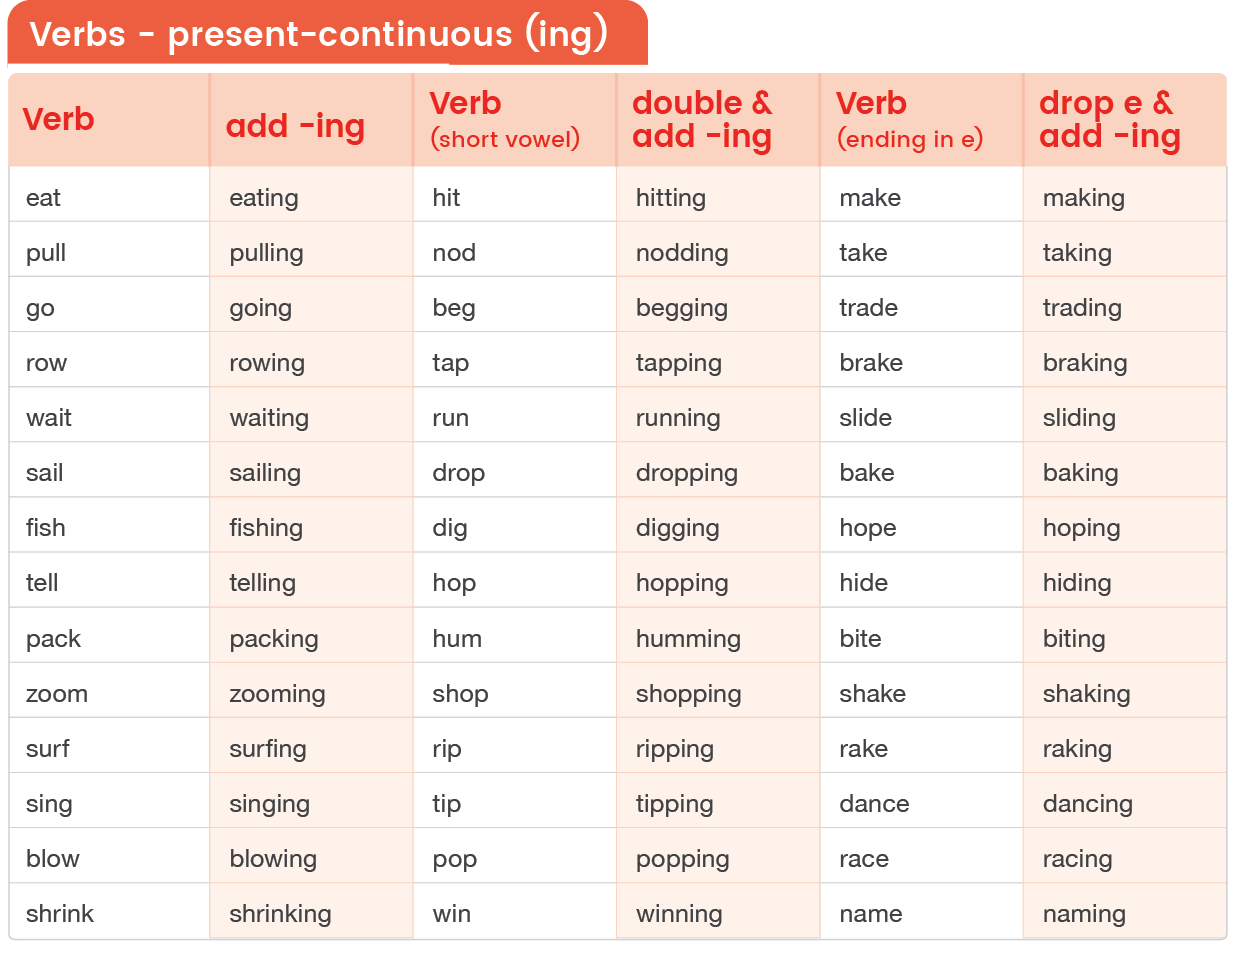 Verbs - present-continuous (ing)
Verb add -ing Verb (short vowel) double & add -ing Verb (ending in e) drop e & add -ing
eat eating hit hitting make making
pull pulling nod nodding take taking
go going beg begging trade trading
row rowing tap tapping brake braking
wait waiting run running slide sliding
sail sailing drop dropping bake baking
fish fishing dig digging hope hoping
tell telling hop hopping hide hiding
pack packing hum humming bite biting
zoom zooming shop shopping shake shaking
surf surfing rip ripping rake raking
sing singing tip tipping dance dancing
blow blowing pop popping race racing
shrink shrinking win winning name naming